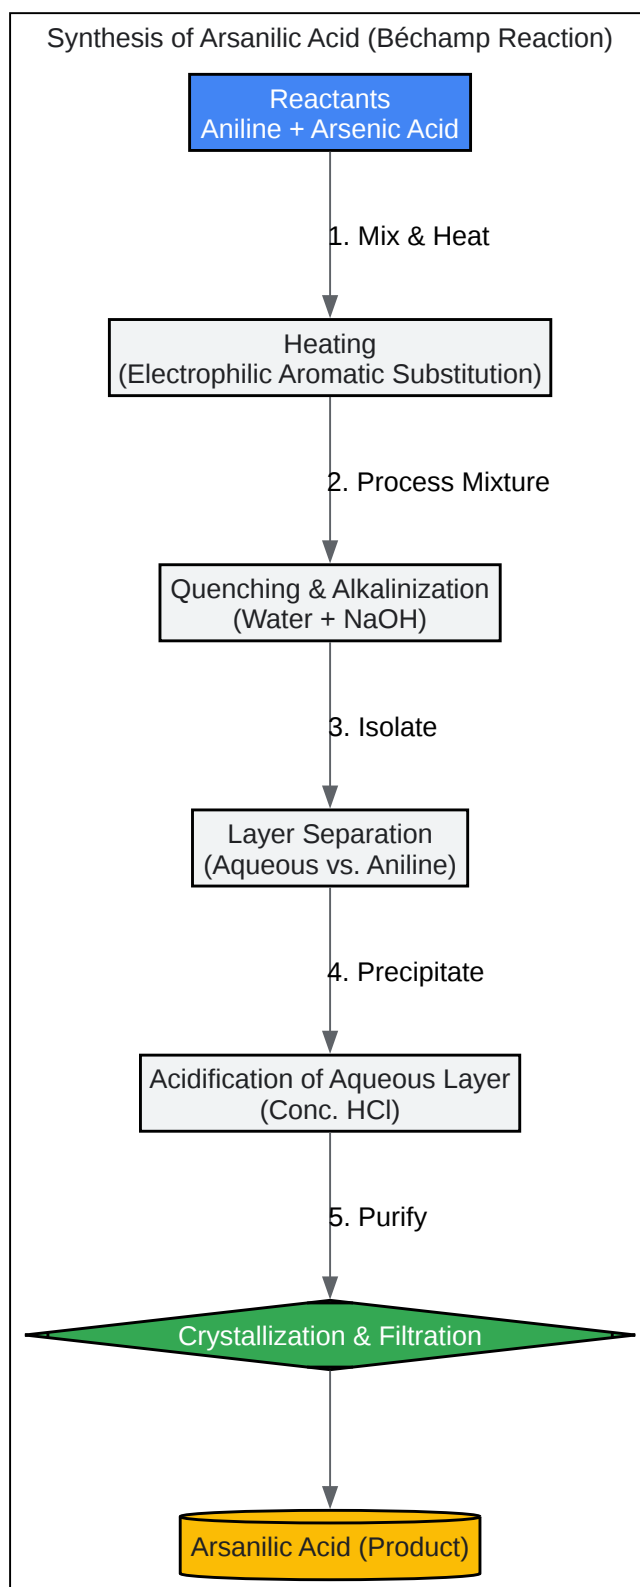 Synthesis of Arsanilic Acid (Béchamp Reaction)
Reactants
Aniline + Arsenic Acid
1. Mix & Heat
Heating
(Electrophilic Aromatic Substitution)
2. Process Mixture
Quenching & Alkalinization
(Water + NaOH)
3. Isolate
Layer Separation
(Aqueous vs. Aniline)
4. Precipitate
Acidification of Aqueous Layer
(Conc. HCl)
5. Purify
Crystallization & Filtration
Arsanilic Acid (Product)